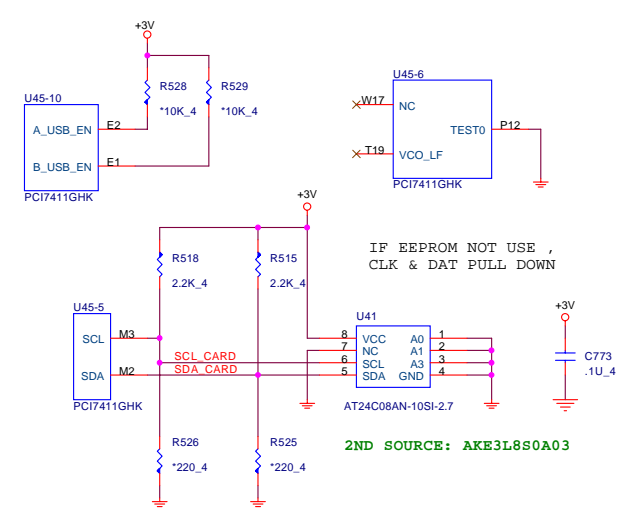 +3V
R528
R529
*10K_4
*10K_4
U45-10
A_USB_EN
E2
B_USB_EN
E1
PCI7411GHK
U45-6
W17
NC
TEST0
P12
T19
VCO_LF
PCI7411GHK
+3V
R518
2.2K_4
R515
2.2K_4
IF EEPROM NOT USE ,
CLK & DAT PULL DOWN
U45-5
SCL
M3
SDA
M2
PCI7411GHK
SCL_CARD
SDA_CARD
U41
8
VCC
A0
1
7
NC
A1
2
6
SCL
A3
3
5
SDA
GND
4
AT24C08AN-10SI-2.7
+3V
C773
.1U_4
R526
*220_4
R525
*220_4
2ND SOURCE: AKE3L8S0A03